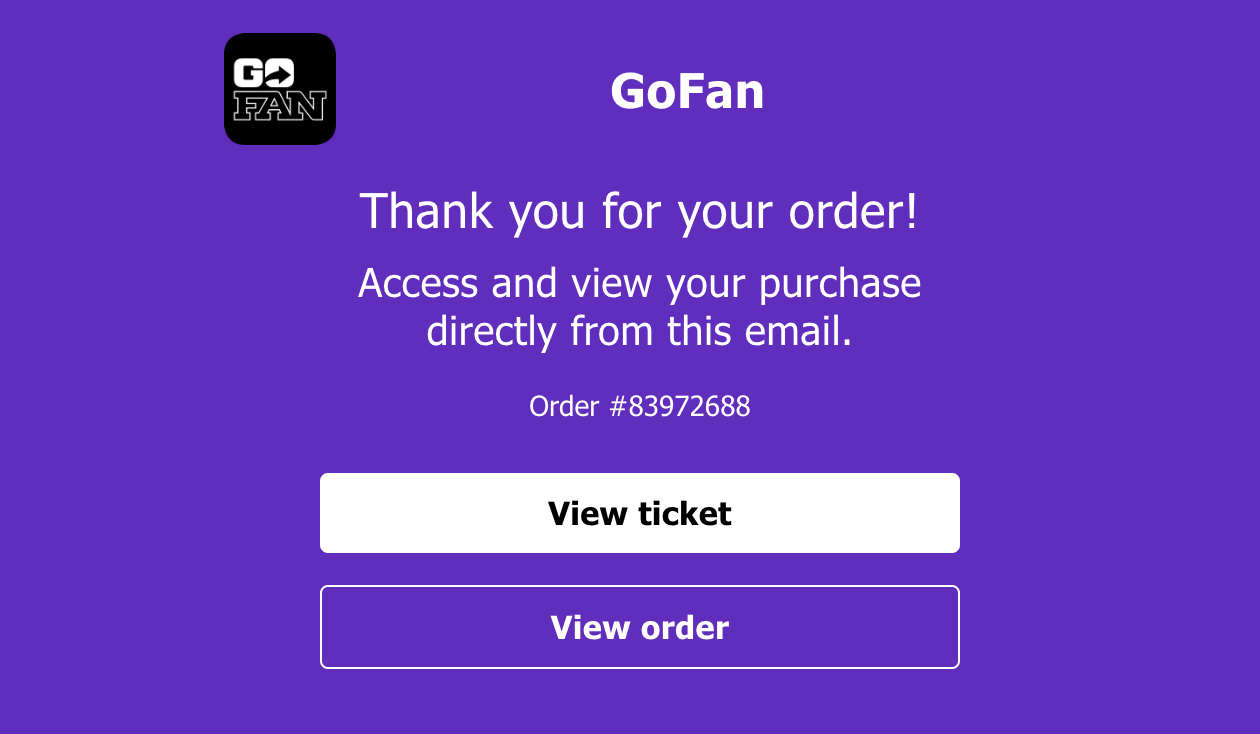 GO
FAN
GoFan
Thank you for your order!
Access and view your purchase
directly from this email.
Order #83972688
View ticket
View order